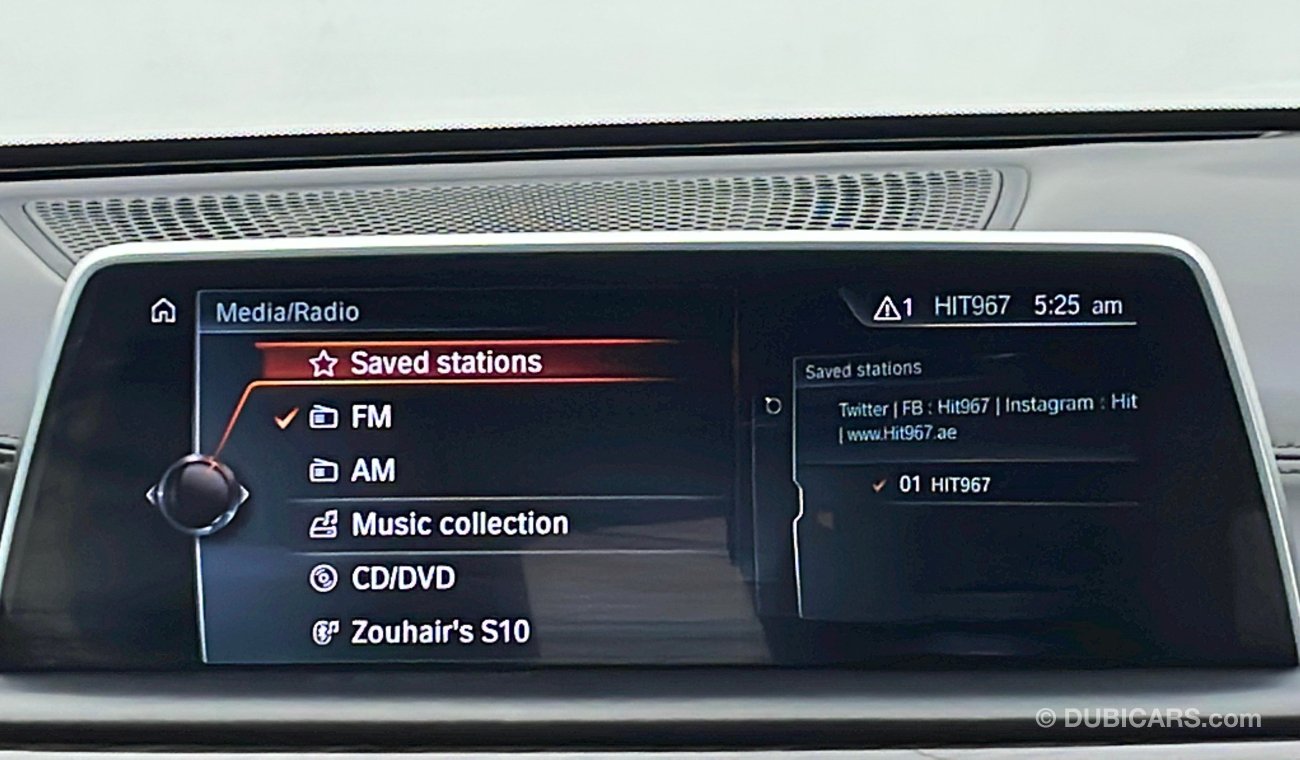 Media/Radio
1 HIT967 5:25 am
Saved stations
FM
AM
Music collection
CD/DVD
Zouhair's S10
Saved stations
Twitter | FB : Hit967 | Instagram : Hit
| www.Hit967.ae
01 HIT967
© DUBICARS.com